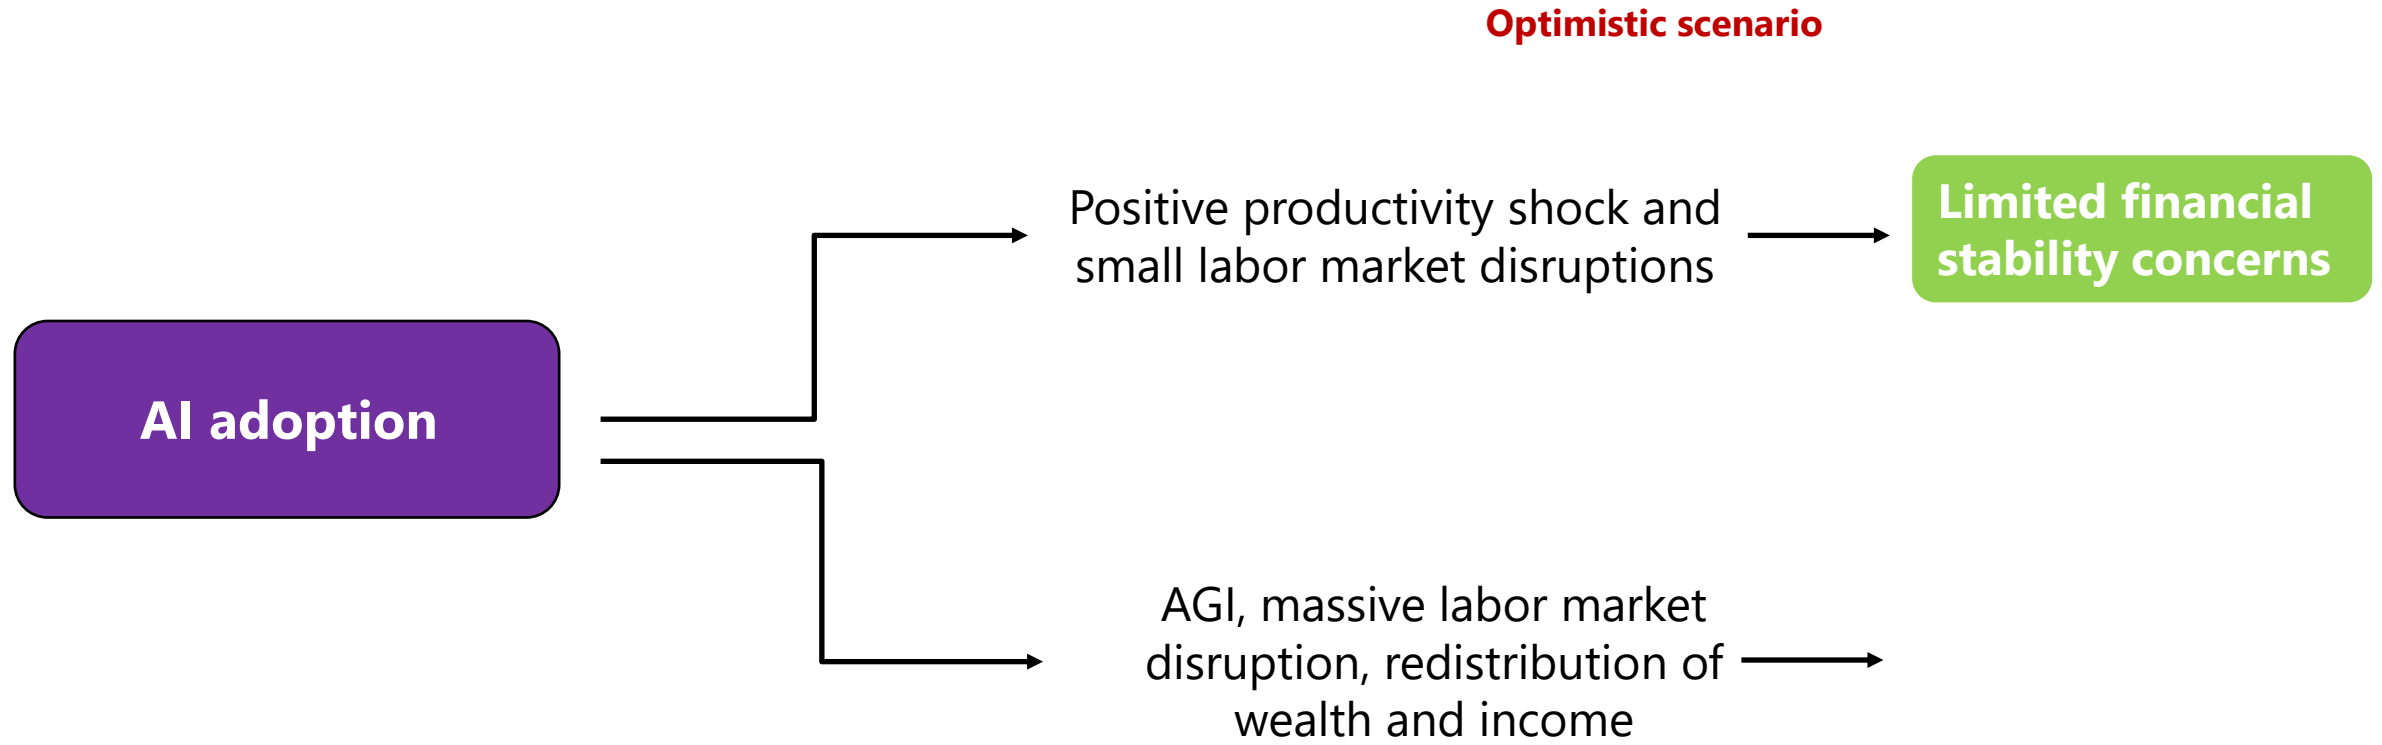 Optimistic scenario
Positive productivity shock and
small labor market disruptions
Limited financial
stability concerns
AI adoption
AGI, massive labor market
disruption, redistribution of
wealth and income